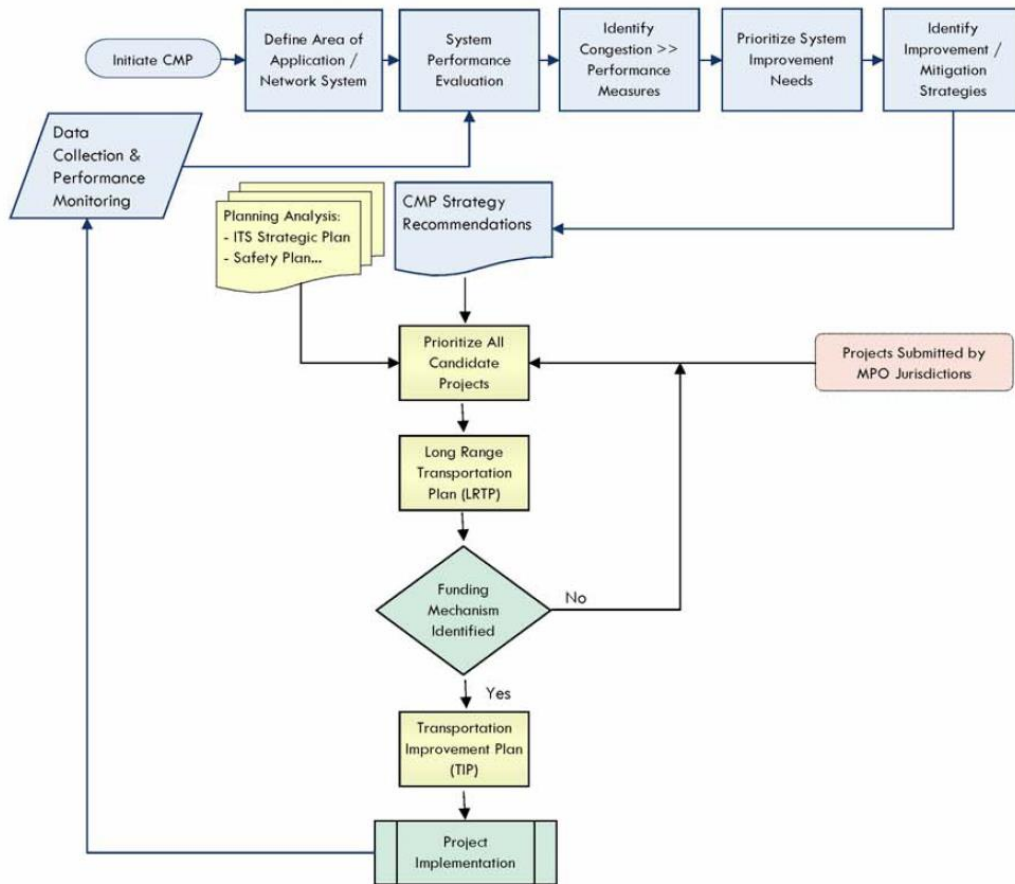 Initiate CMP
Define Area of
Application /
Network System
System
Performance
Evaluation
Identify
Congestion >>
Performance
Measures
Prioritize System
Improvement
Needs
Identify
Improvement /
Mitigation
Strategies
Data
Collection &
Performance
Monitoring
Planning Analysis:
- ITS Strategic Plan
- Safety Plan...
CMP Strategy
Recommendations
Prioritize All
Candidate
Projects
Projects Submitted by
MPO Jurisdictions
Long Range
Transportation
Plan (LRTP)
Funding
Mechanism
Identified
No
Yes
Transportation
Improvement Plan
(TIP)
Project
Implementation